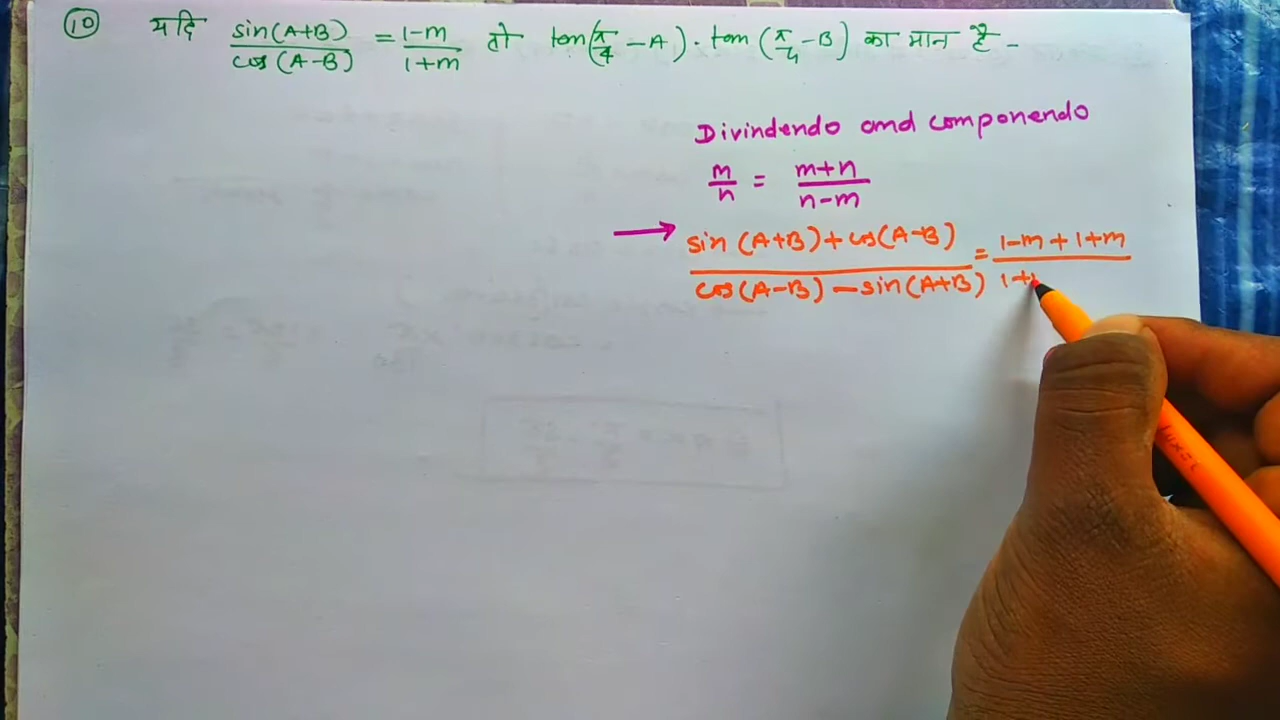 10 यदि sin(A+B)/cos(A-B) = 1-m/1+m तो tan(π/4 - A) . tan(π/4 - B) का मान है -
Divindendo and componendo
m/n = m+n/n-m
→ sin(A+B)+cos(A-B)/cos(A-B)-sin(A+B) = 1-m+1+m/1+